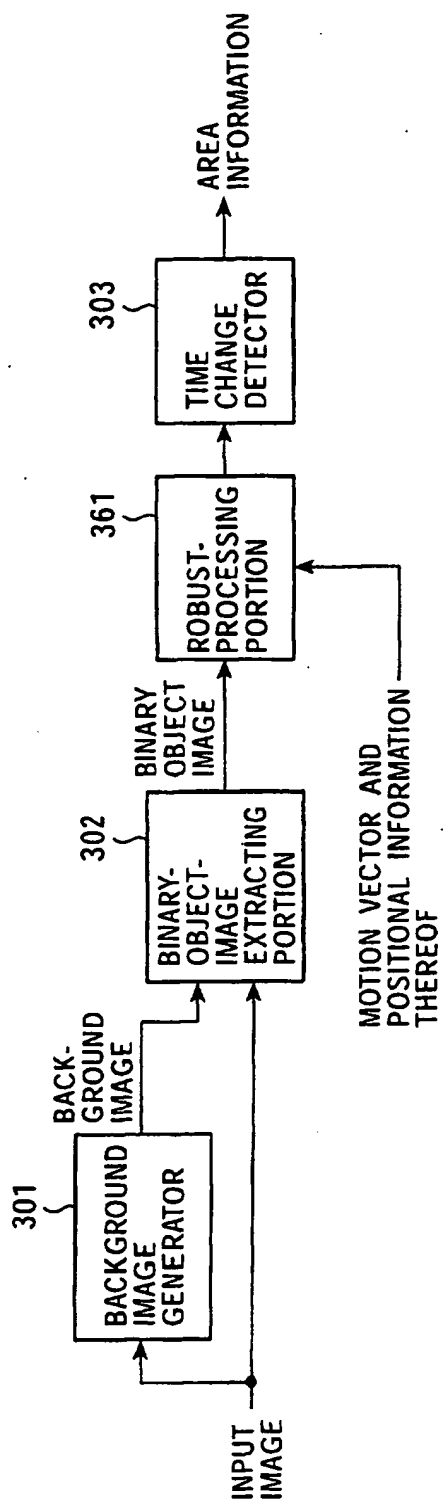 INPUT
IMAGE
301
BACKGROUND
IMAGE
GENERATOR
BACK-
GROUND
IMAGE
302
BINARY-
OBJECT-
IMAGE
EXTRACTING
PORTION
BINARY
OBJECT
IMAGE
MOTION VECTOR AND
POSITIONAL INFORMATION
THEREOF
361
ROBUST-
PROCESSING
PORTION
303
TIME
CHANGE
DETECTOR
AREA
INFORMATION